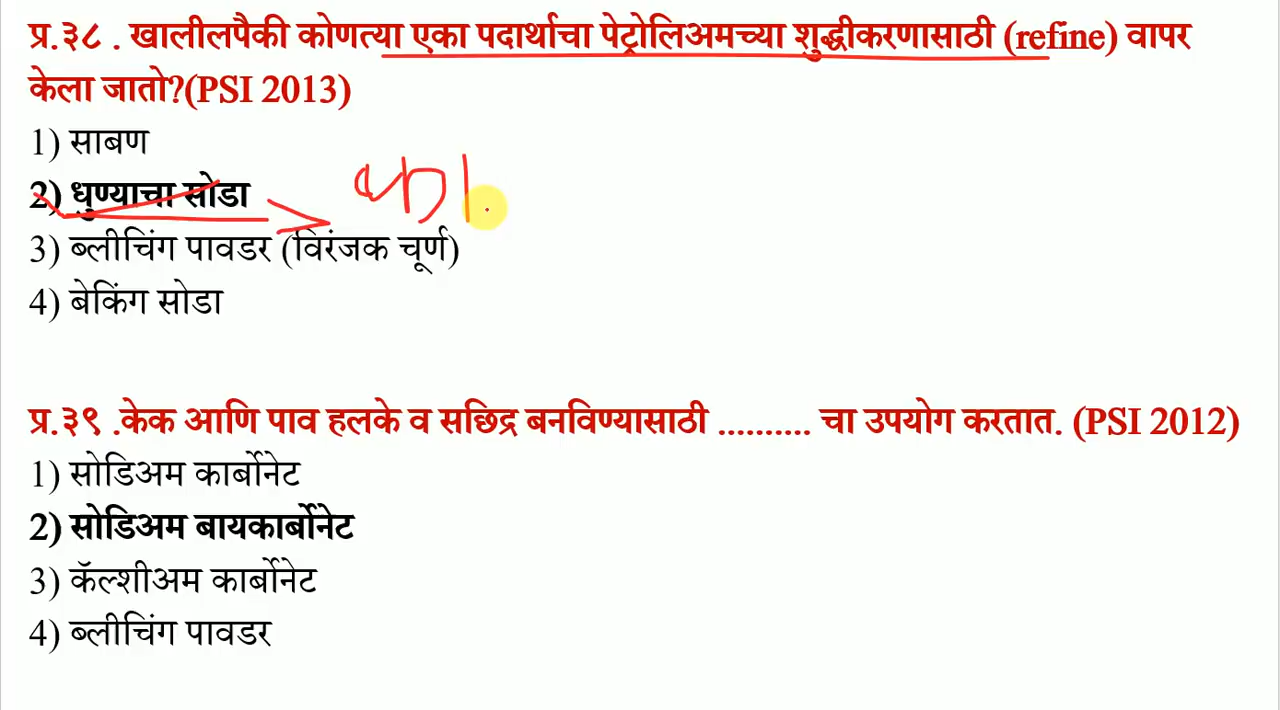 प्र.३८ . खालीलपैकी कोणत्या एका पदार्थाचा पेट्रोलिअमच्या शुद्धीकरणासाठी (refine) वापर
केला जातो?(PSI 2013)
1) साबण
2) धुण्याचा सोडा
3) ब्लीचिंग पावडर (विरंजक चूर्ण)
4) बेकिंग सोडा
प्र.३९ .केक आणि पाव हलके व सछिद्र बनविण्यासाठी .......... चा उपयोग करतात. (PSI 2012)
1) सोडिअम कार्बोनेट
2) सोडिअम बायकार्बोनेट
3) कॅल्शीअम कार्बोनेट
4) ब्लीचिंग पावडर